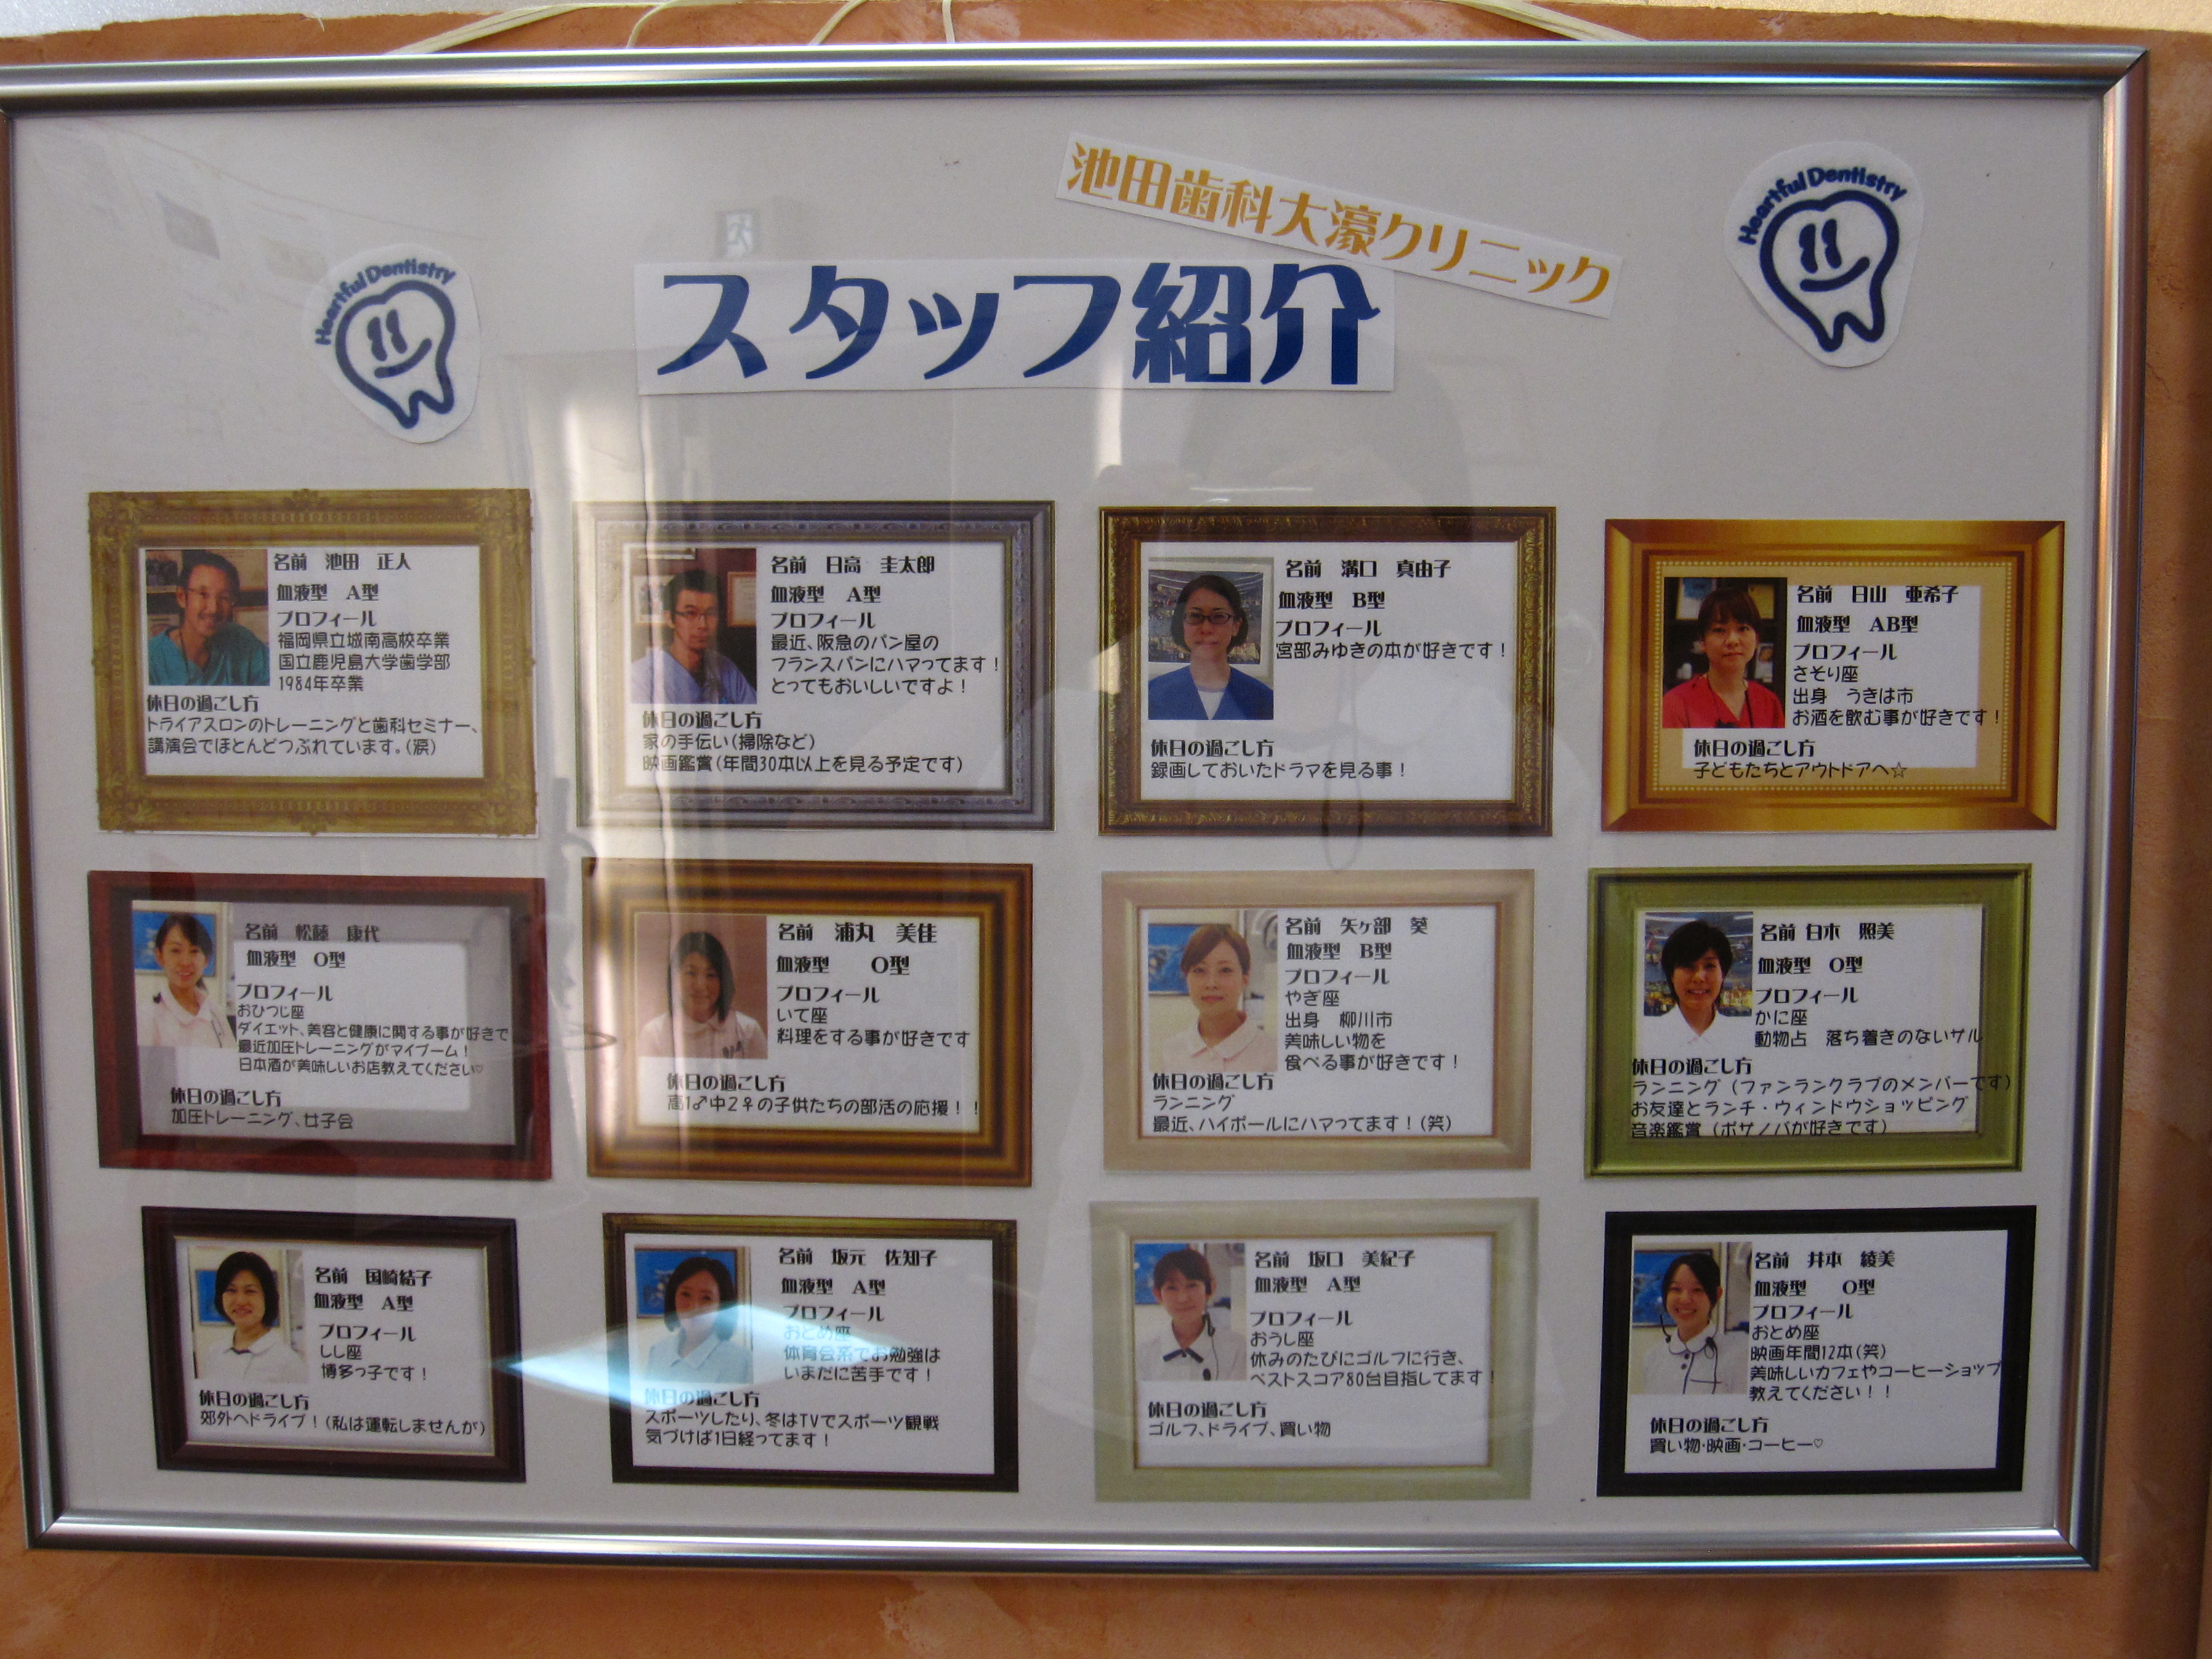 池田歯科大濠クリニック
スタッフ紹介
Heartful Dentistry
Heartful Dentistry
名前 池田 正人
血液型 A型
プロフィール
福岡県立城南高校卒業
国立鹿児島大学歯学部
1984年卒業
休日の過ごし方
トライアスロンのトレーニングと歯科セミナー、
講演会でほとんどつぶれています。(涙)
名前 日高 圭太郎
血液型 A型
プロフィール
最近、阪急のパン屋の
フランスパンにハマってます！
とってもおいしいですよ！
休日の過ごし方
家の手伝い(掃除など)
映画鑑賞(年間30本以上を見る予定です)
名前 溝口 真由子
血液型 B型
プロフィール
宮部みゆきの本が好きです！
休日の過ごし方
録画しておいたドラマを見る事！
名前 日山 亜希子
血液型 AB型
プロフィール
さそり座
出身 うきは市
お酒を飲む事が好きです！
休日の過ごし方
子どもたちとアウトドアへ☆
名前 松藤 康代
血液型 O型
プロフィール
おひつじ座
ダイエット、美容と健康に関する事が好きで
最近加圧トレーニングがマイブーム！
日本酒が美味しいお店教えてください♡
休日の過ごし方
加圧トレーニング、女子会
名前 浦丸 美佳
血液型 O型
プロフィール
いて座
料理をする事が好きです
休日の過ごし方
高1♂中2♀の子供たちの部活の応援！！
名前 矢ヶ部 葵
血液型 B型
プロフィール
やぎ座
出身 柳川市
美味しい物を
食べる事が好きです！
休日の過ごし方
ランニング
最近、ハイボールにハマってます！(笑)
名前 白木 照美
血液型 O型
プロフィール
かに座
動物占 落ち着きのないサル
休日の過ごし方
ランニング (ファンランクラブのメンバーです)
お友達とランチ・ウィンドウショッピング
音楽鑑賞 (ボサノバが好きです)
名前 国崎結子
血液型 A型
プロフィール
しし座
博多っ子です！
休日の過ごし方
郊外へドライブ！(私は運転しませんが)
名前 坂元 佐知子
血液型 A型
プロフィール
おとめ座
体育会系でお勉強は
いまだに苦手です！
休日の過ごし方
スポーツしたり、冬はTVでスポーツ観戦
気づけば1日経ってます！
名前 坂口 美紀子
血液型 A型
プロフィール
おうし座
休みのたびにゴルフに行き、
ベストスコア80台目指してます！
休日の過ごし方
ゴルフ、ドライブ、買い物
名前 井本 綾美
血液型 O型
プロフィール
おとめ座
映画年間12本(笑)
美味しいカフェやコーヒーショップ
教えてください！！
休日の過ごし方
買い物・映画・コーヒー♡